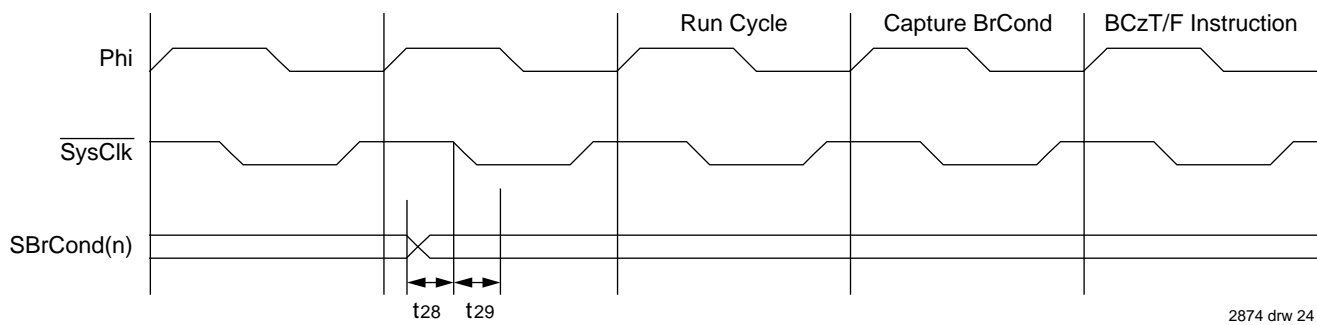 Run Cycle
Capture BrCond
BCzT/F Instruction
Phi
SysClk
SBrCond(n)
t28
t29
2874 drw 24